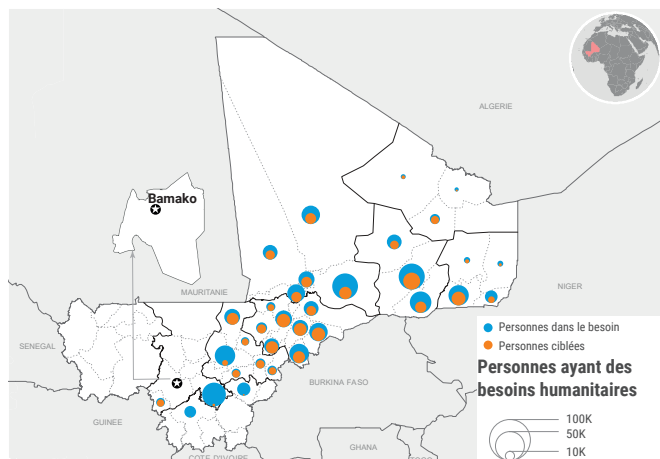 ALGERIE
Bamako
MAURITANIE
NIGER
SENEGAL
Personnes dans le besoin
Personnes ciblées
Personnes ayant des
besoins humanitaires
BURKINA FASO
GUINEE
100K
50K
10K
GHANA
COTE D'IVOIRE
TOGO